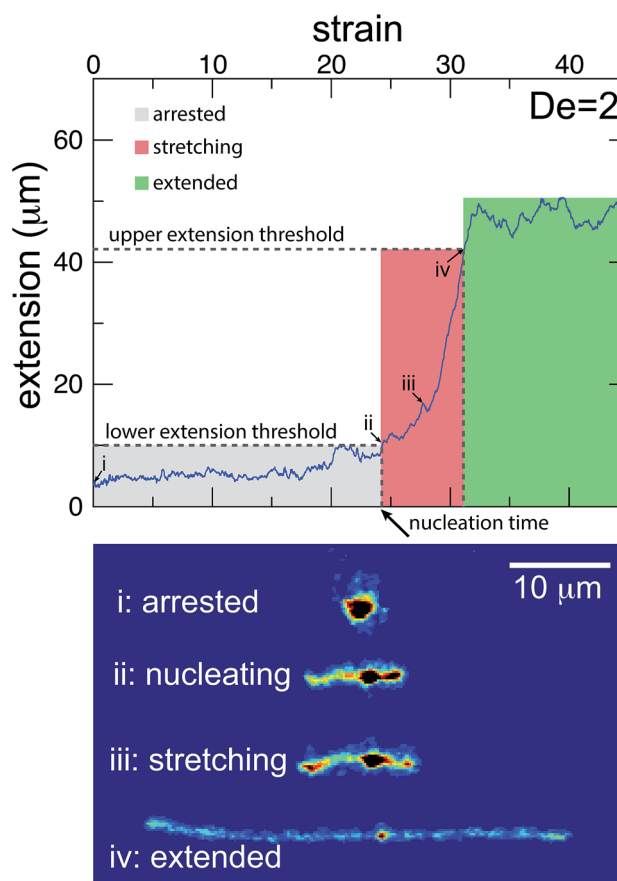 strain
0 10 20 30 40
De=2
arrested
stretching
extended
60
upper extension threshold
40
iv
extension (μm)
20
iii
ii
lower extension threshold
i
0
nucleation time
10 μm
i: arrested
ii: nucleating
iii: stretching
iv: extended